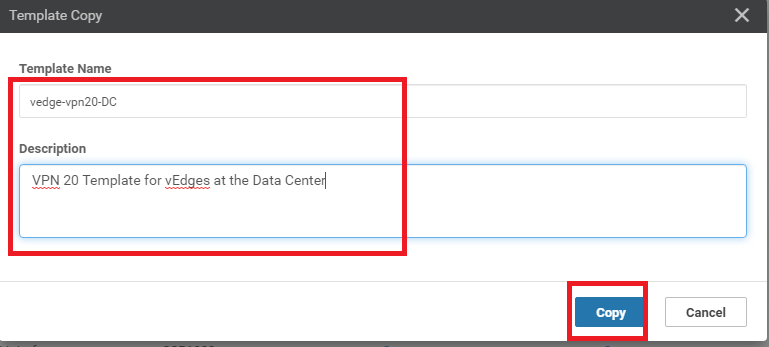 Template Copy
Template Name
vedge-vpn20-DC
Description
VPN 20 Template for vEdges at the Data Center
Copy Cancel